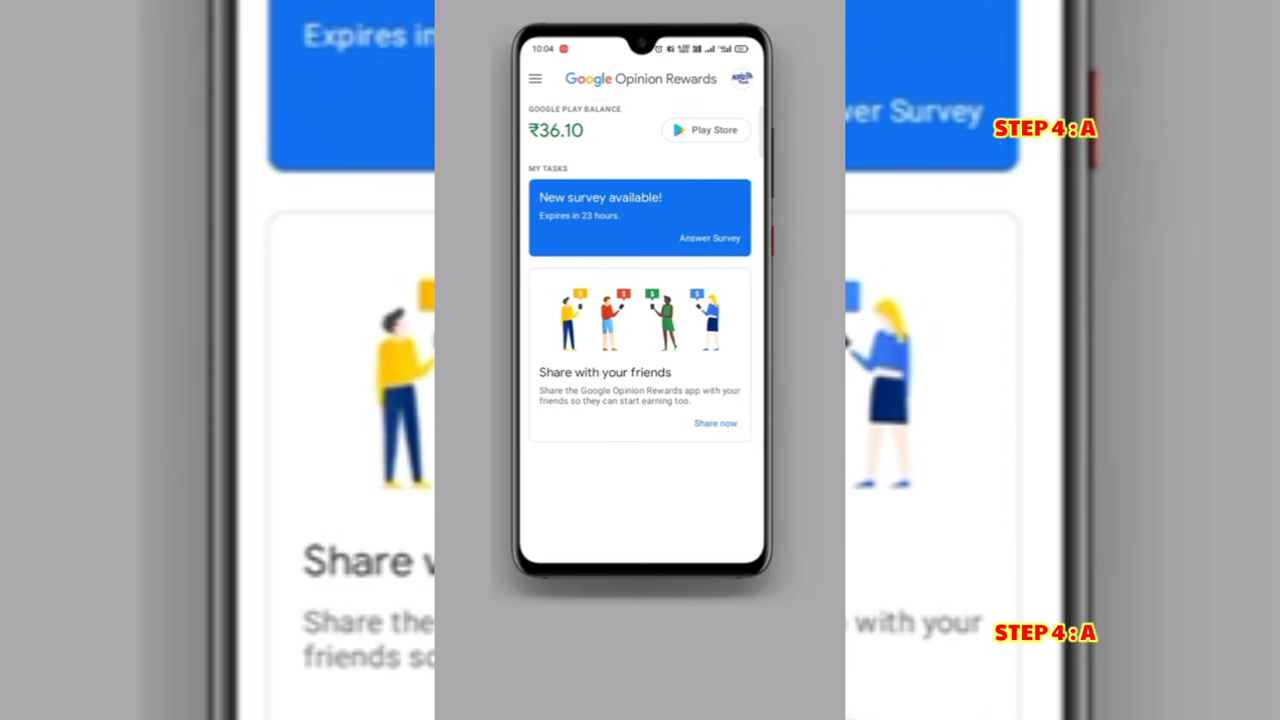 Expires in
10:04
Google Opinion Rewards
GOOGLE PLAY BALANCE
₹36.10
Play Store
MY TASKS
New survey available!
Expires in 23 hours.
Answer Survey
Share with your friends
Share the Google Opinion Rewards app with your
friends so they can start earning too.
Share now
ver Survey
STEP 4 : A
Share
Share the
friends so
with your
STEP 4 : A